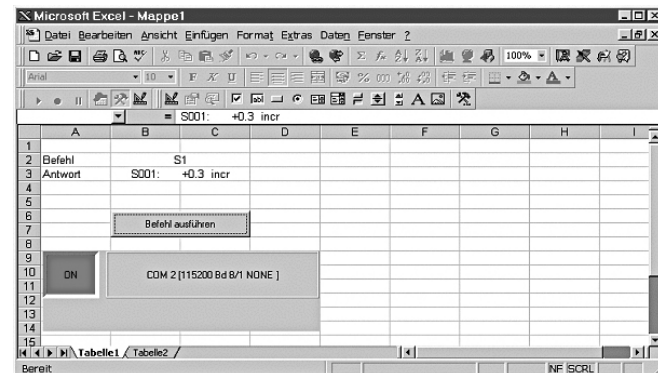 Microsoft Excel - Mappe1
Datei Bearbeiten Ansicht Einfügen Format Extras Daten Fenster ?
100%
Arial 10 F K U % 000
= S001: +0.3 incr
A B C D E F G H I
1
2 Befehl S1
3 Antwort S001: +0.3 incr
4
5
6
Befehl ausführen
7
8
9
10 ON COM 2 [115200 Bd 8/1 NONE ]
11
12
13
14
15
Tabelle1 Tabelle2
Bereit NF SCRL